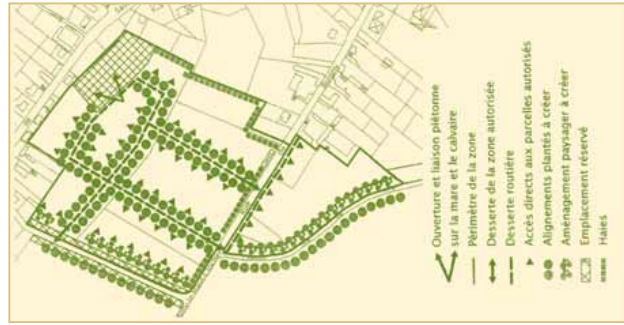 Ouverture et liaison piétonne
sur la mare et le calvaire
Périmètre de la zone
Desserte de la zone autorisée
Desserte routière
Accès directs aux parcelles autorisés
Alignements plantés à créer
Aménagement paysager à créer
Emplacement réservé
Haies